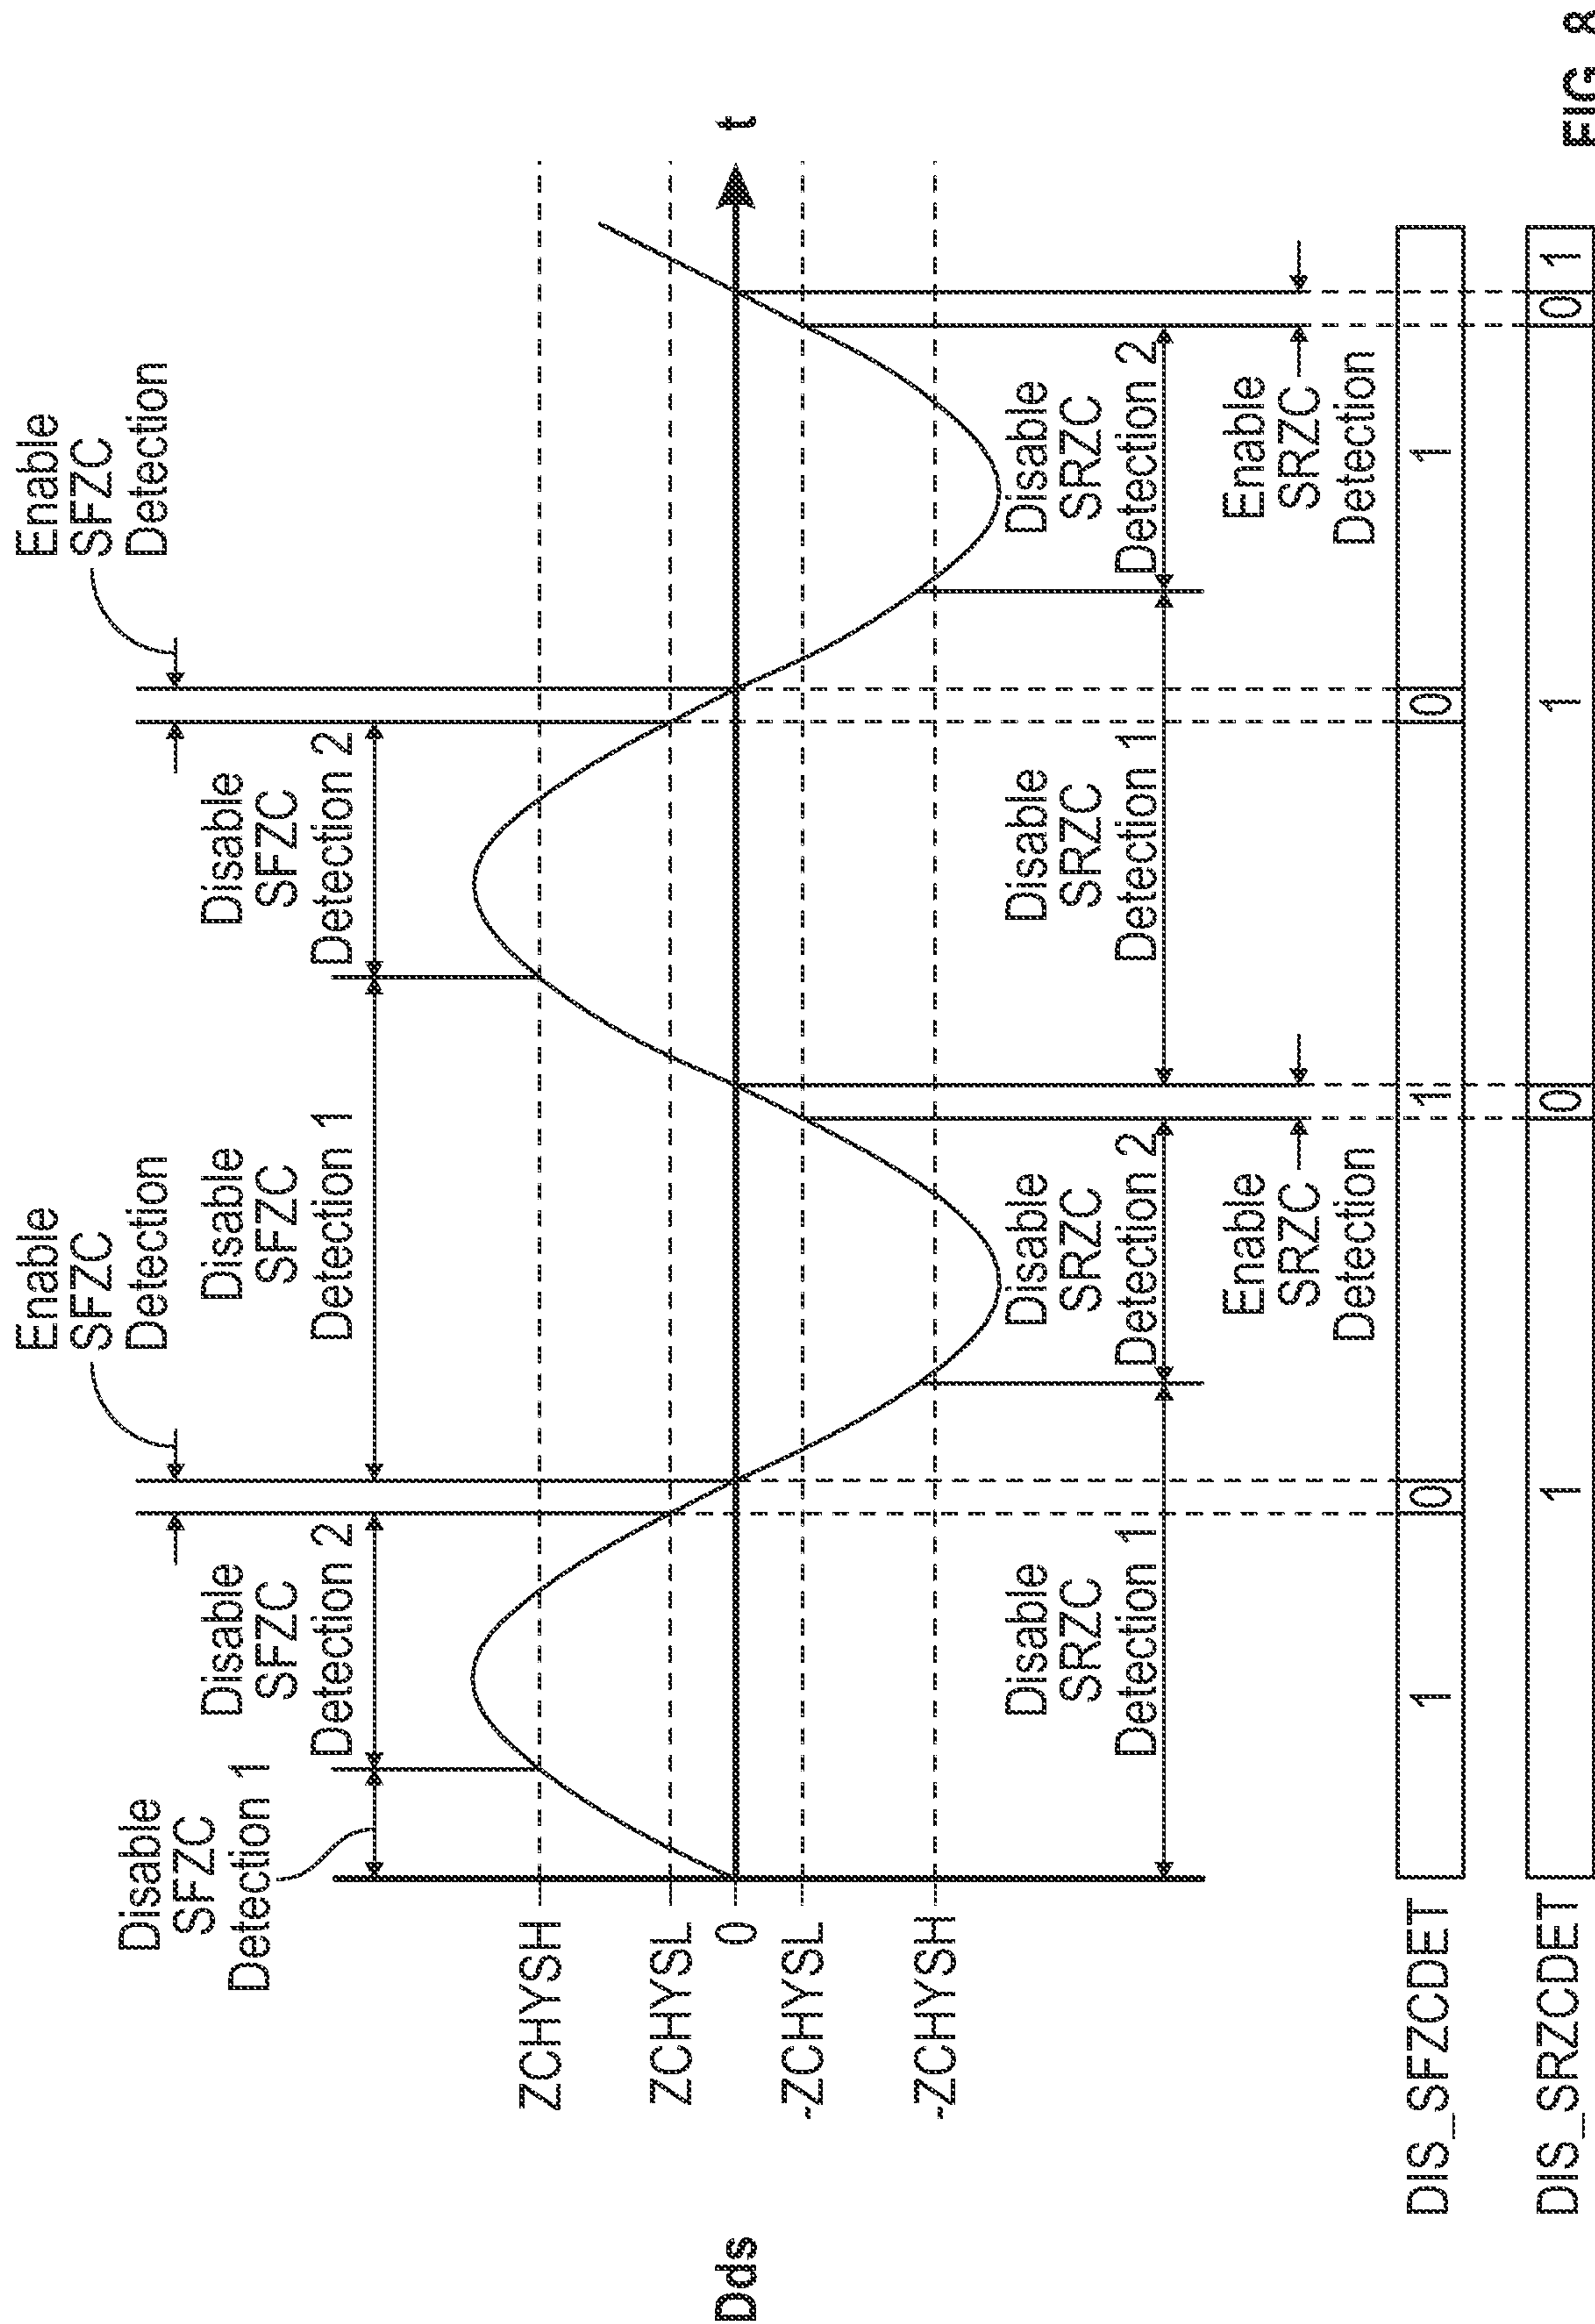 Enable
SFZC
Detection
Enable
SFZC
Detection
Disable
SFZC
Detection 1
Disable
SFZC
Detection 2
Disable
SFZC
Detection 1
Disable
SFZC
Detection 2
ZCHYSH
ZCHYSL
Dds
0
t
-ZCHYSL
-ZCHYSH
Disable
SRZC
Detection 1
Disable
SRZC
Detection 2
Disable
SRZC
Detection 1
Disable
SRZC
Detection 2
Enable
SRZC
Detection
Enable
SRZC
Detection
DIS_SFZCDET 1 0 1 0 1
DIS_SRZCDET 1 0 1 0 1
FIG. 8